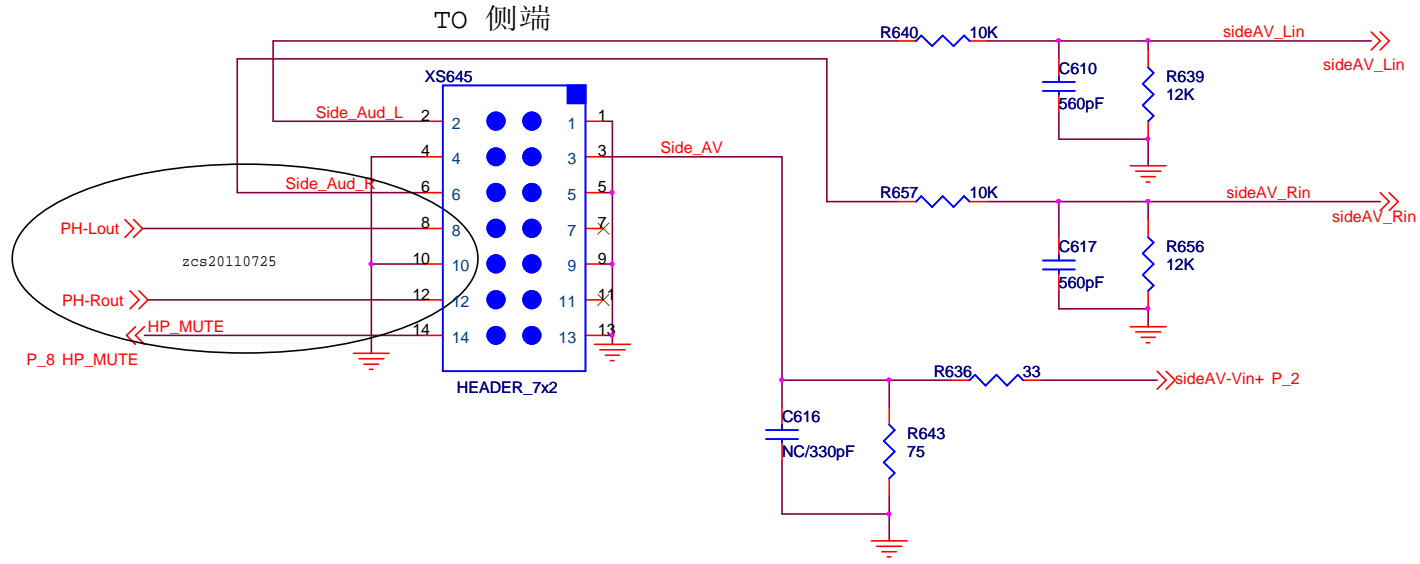 TO 侧端
R640 10K sideAV_Lin
sideAV_Lin
C610
560pF
R639
12K
XS645
Side_Aud_L 2 2 1 1
4 4 3 3 Side_AV
Side_Aud_R 6 6 5 5
R657 10K sideAV_Rin
sideAV_Rin
PH-Lout 8 8 7 7
zcs20110725 10 10 9 9
C617
560pF
R656
12K
PH-Rout 12 12 11 11
HP_MUTE 14 14 13 13
P_8 HP_MUTE
HEADER_7x2
R636 33 sideAV-Vin+ P_2
C616
NC/330pF
R643
75